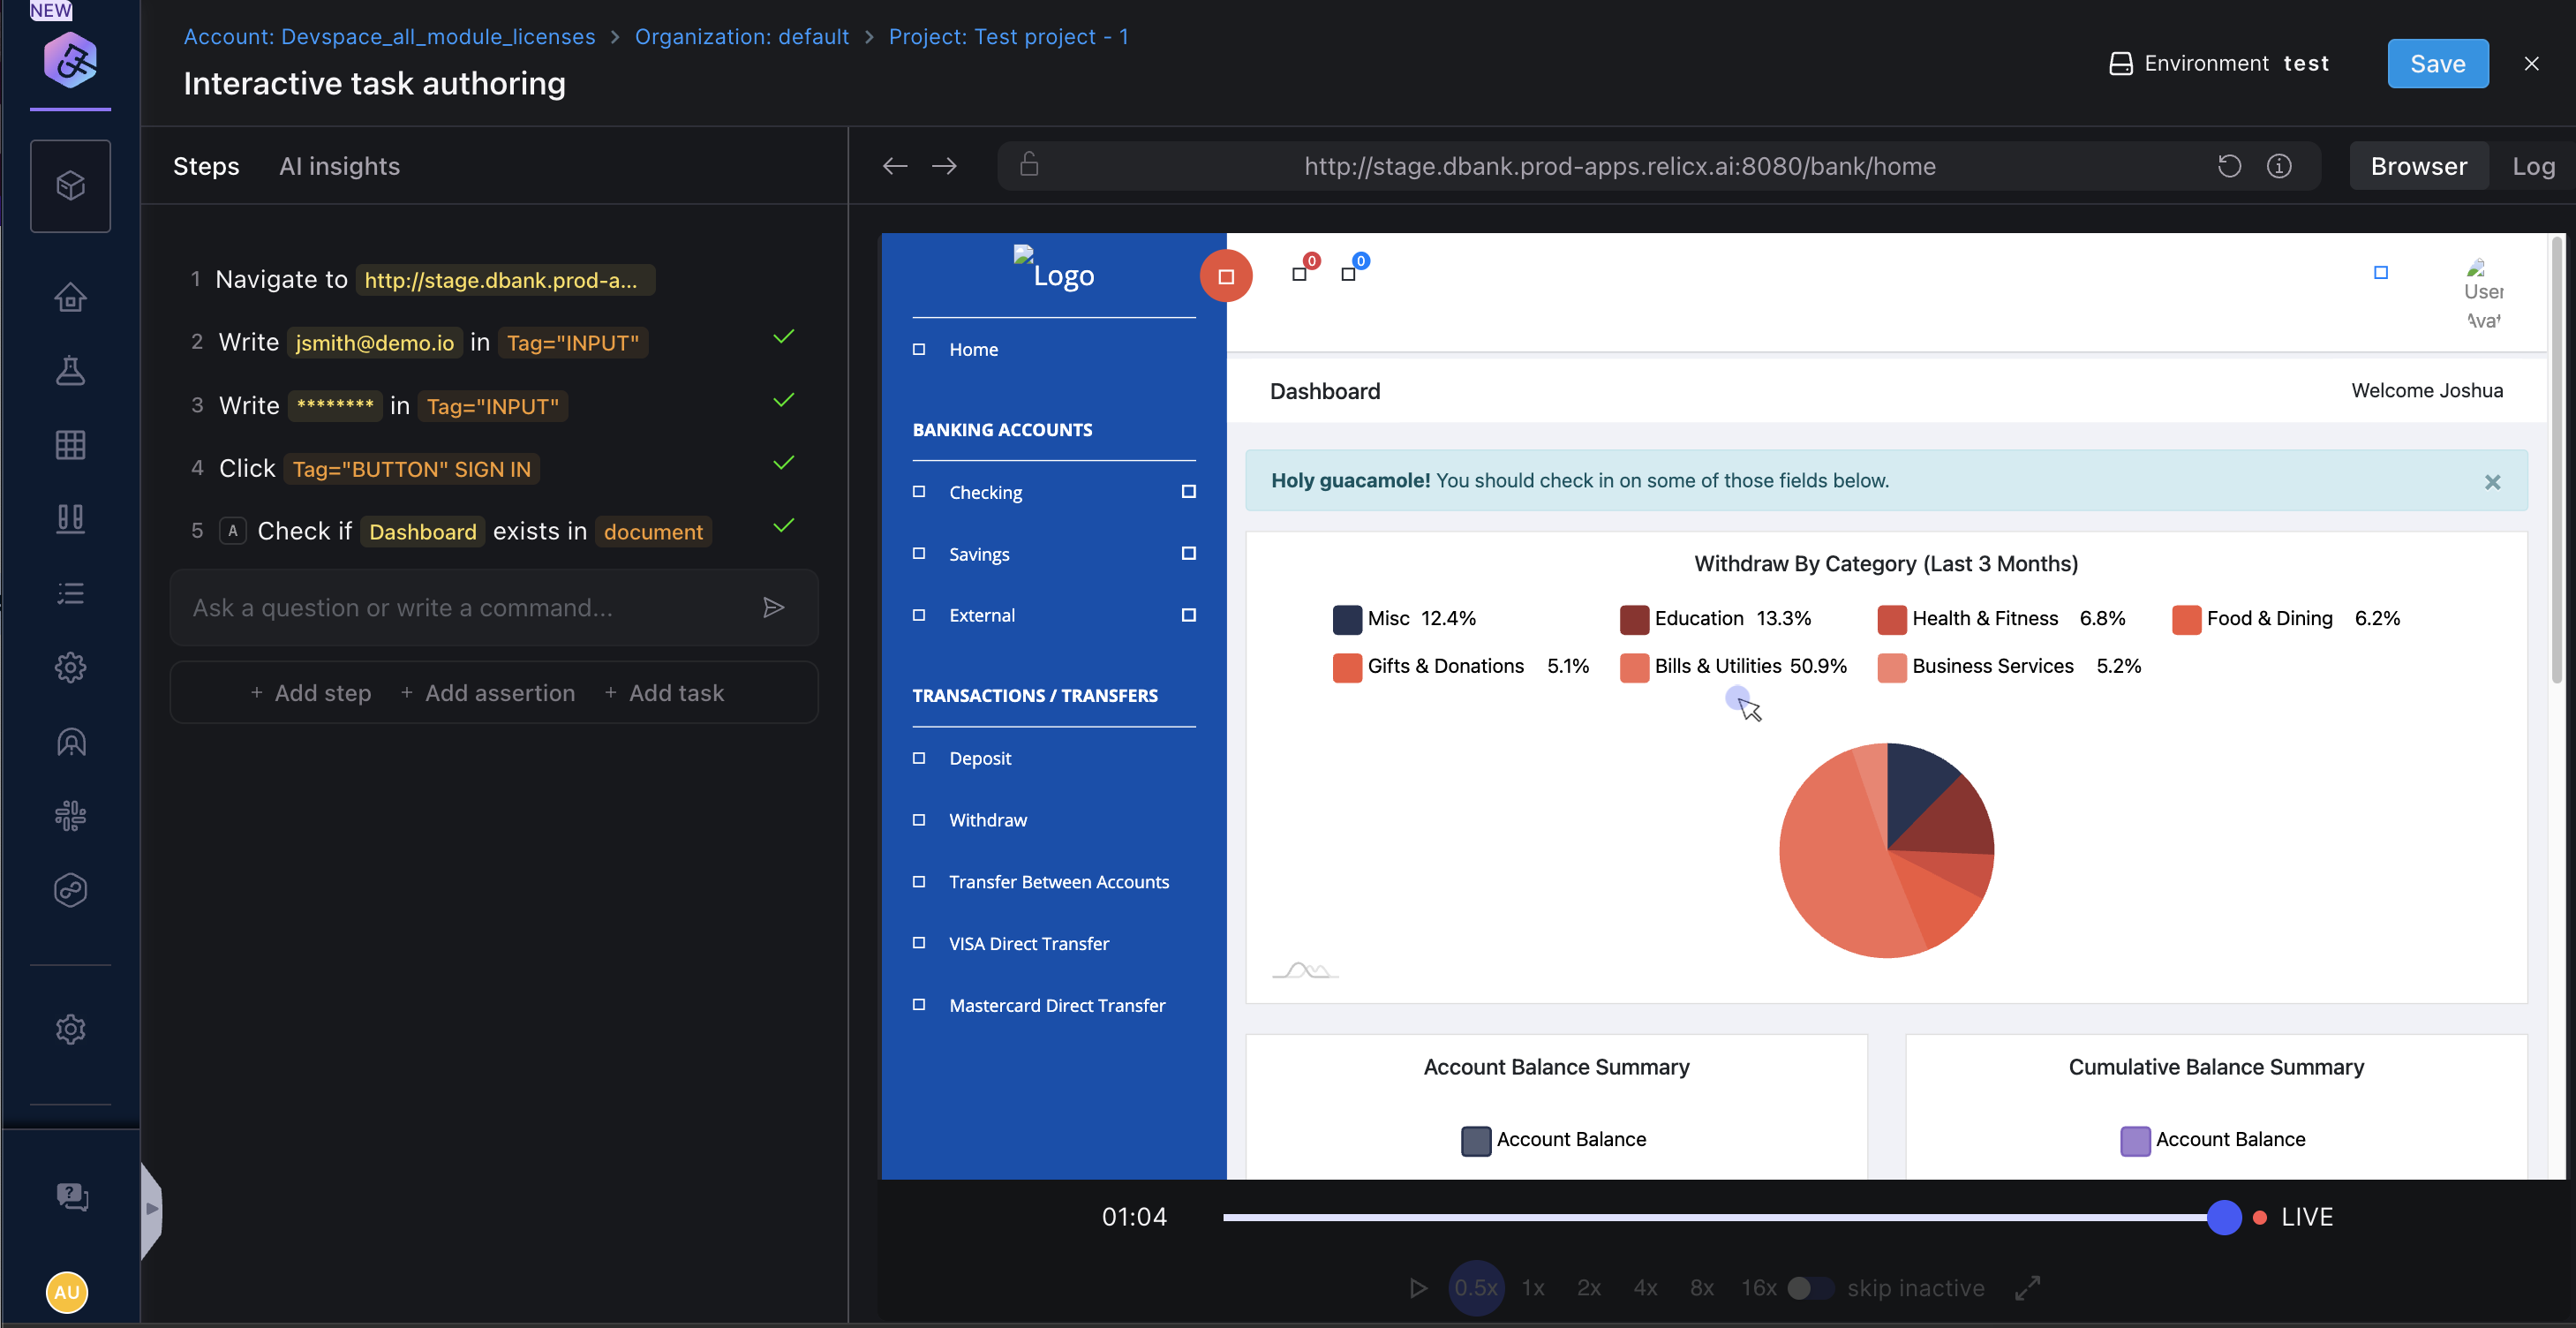 NEW
Account: Devspace_all_module_licenses > Organization: default > Project: Test project - 1
Interactive task authoring
Environment test
Save
Steps
AI insights
http://stage.dbank.prod-apps.relicx.ai:8080/bank/home
Browser
Log
1 Navigate to http://stage.dbank.prod-a...
2 Write jsmith@demo.io in Tag="INPUT"
3 Write ******** in Tag="INPUT"
4 Click Tag="BUTTON" SIGN IN
5 A Check if Dashboard exists in document
Ask a question or write a command...
+ Add step + Add assertion + Add task
AU
Logo
Home
BANKING ACCOUNTS
Checking
Savings
External
TRANSACTIONS / TRANSFERS
Deposit
Withdraw
Transfer Between Accounts
VISA Direct Transfer
Mastercard Direct Transfer
0
0
User
Avat
Dashboard
Welcome Joshua
Holy guacamole! You should check in on some of those fields below.
Withdraw By Category (Last 3 Months)
Misc 12.4% Education 13.3% Health & Fitness 6.8% Food & Dining 6.2%
Gifts & Donations 5.1% Bills & Utilities 50.9% Business Services 5.2%
Account Balance Summary
Account Balance
Cumulative Balance Summary
Account Balance
01:04
LIVE
0.5x 1x 2x 4x 8x 16x skip inactive